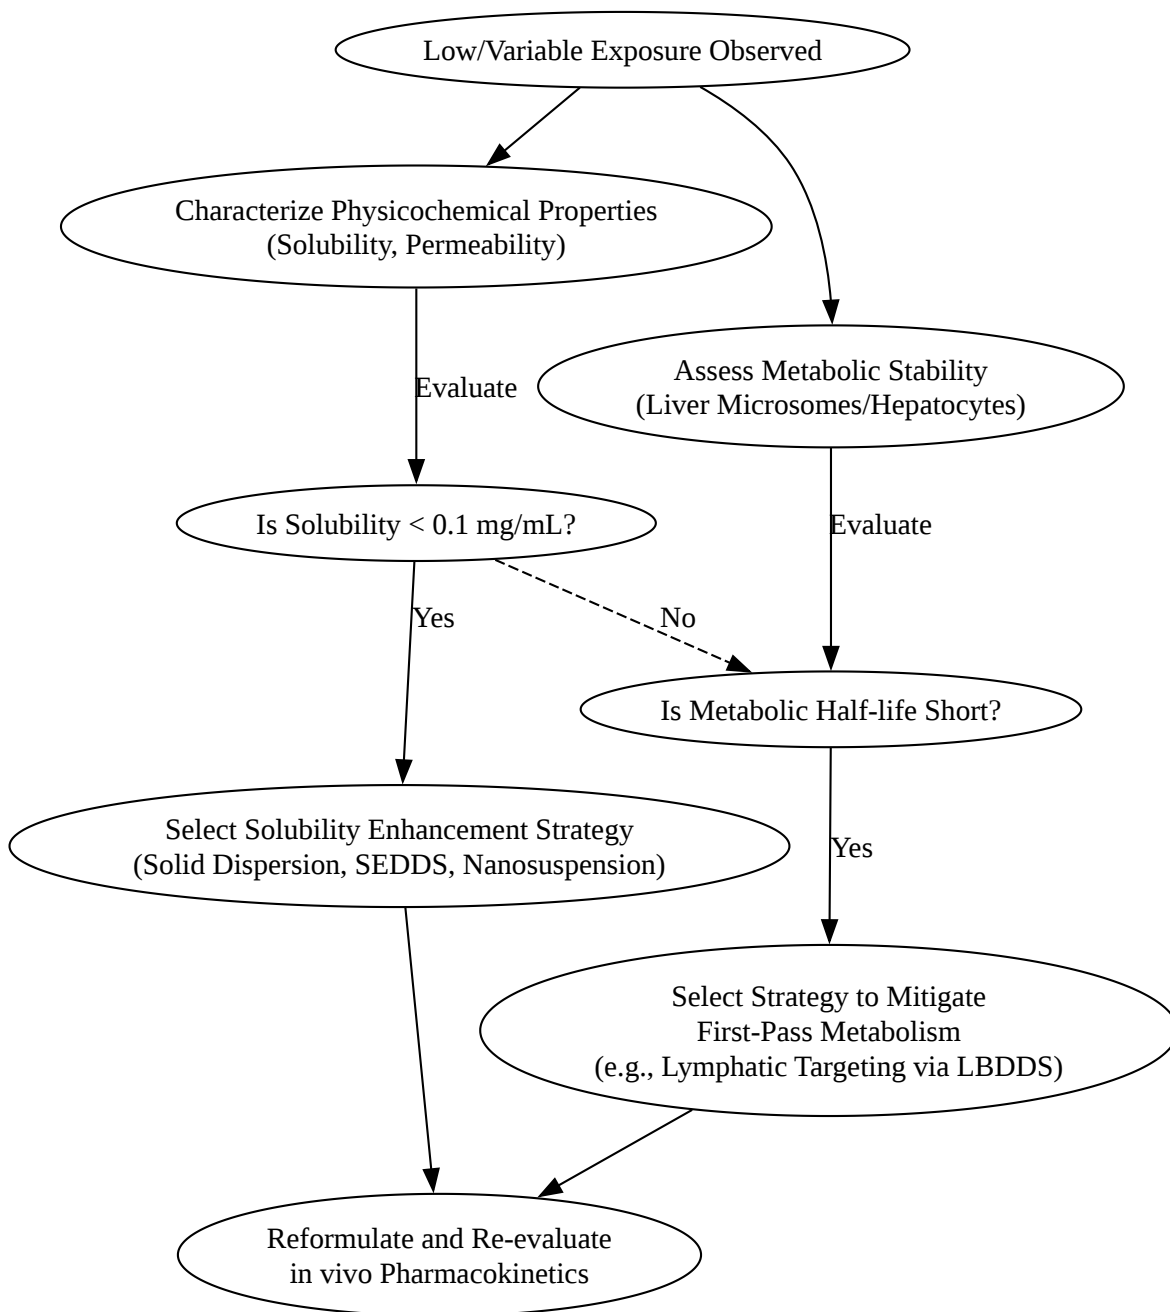 Low/Variable Exposure Observed
Characterize Physicochemical Properties
(Solubility, Permeability)
Assess Metabolic Stability
(Liver Microsomes/Hepatocytes)
Evaluate
Is Solubility < 0.1 mg/mL?
Evaluate
Yes
No
Is Metabolic Half-life Short?
Select Solubility Enhancement Strategy
(Solid Dispersion, SEDDS, Nanosuspension)
Yes
Select Strategy to Mitigate
First-Pass Metabolism
(e.g., Lymphatic Targeting via LBDDS)
Reformulate and Re-evaluate
in vivo Pharmacokinetics